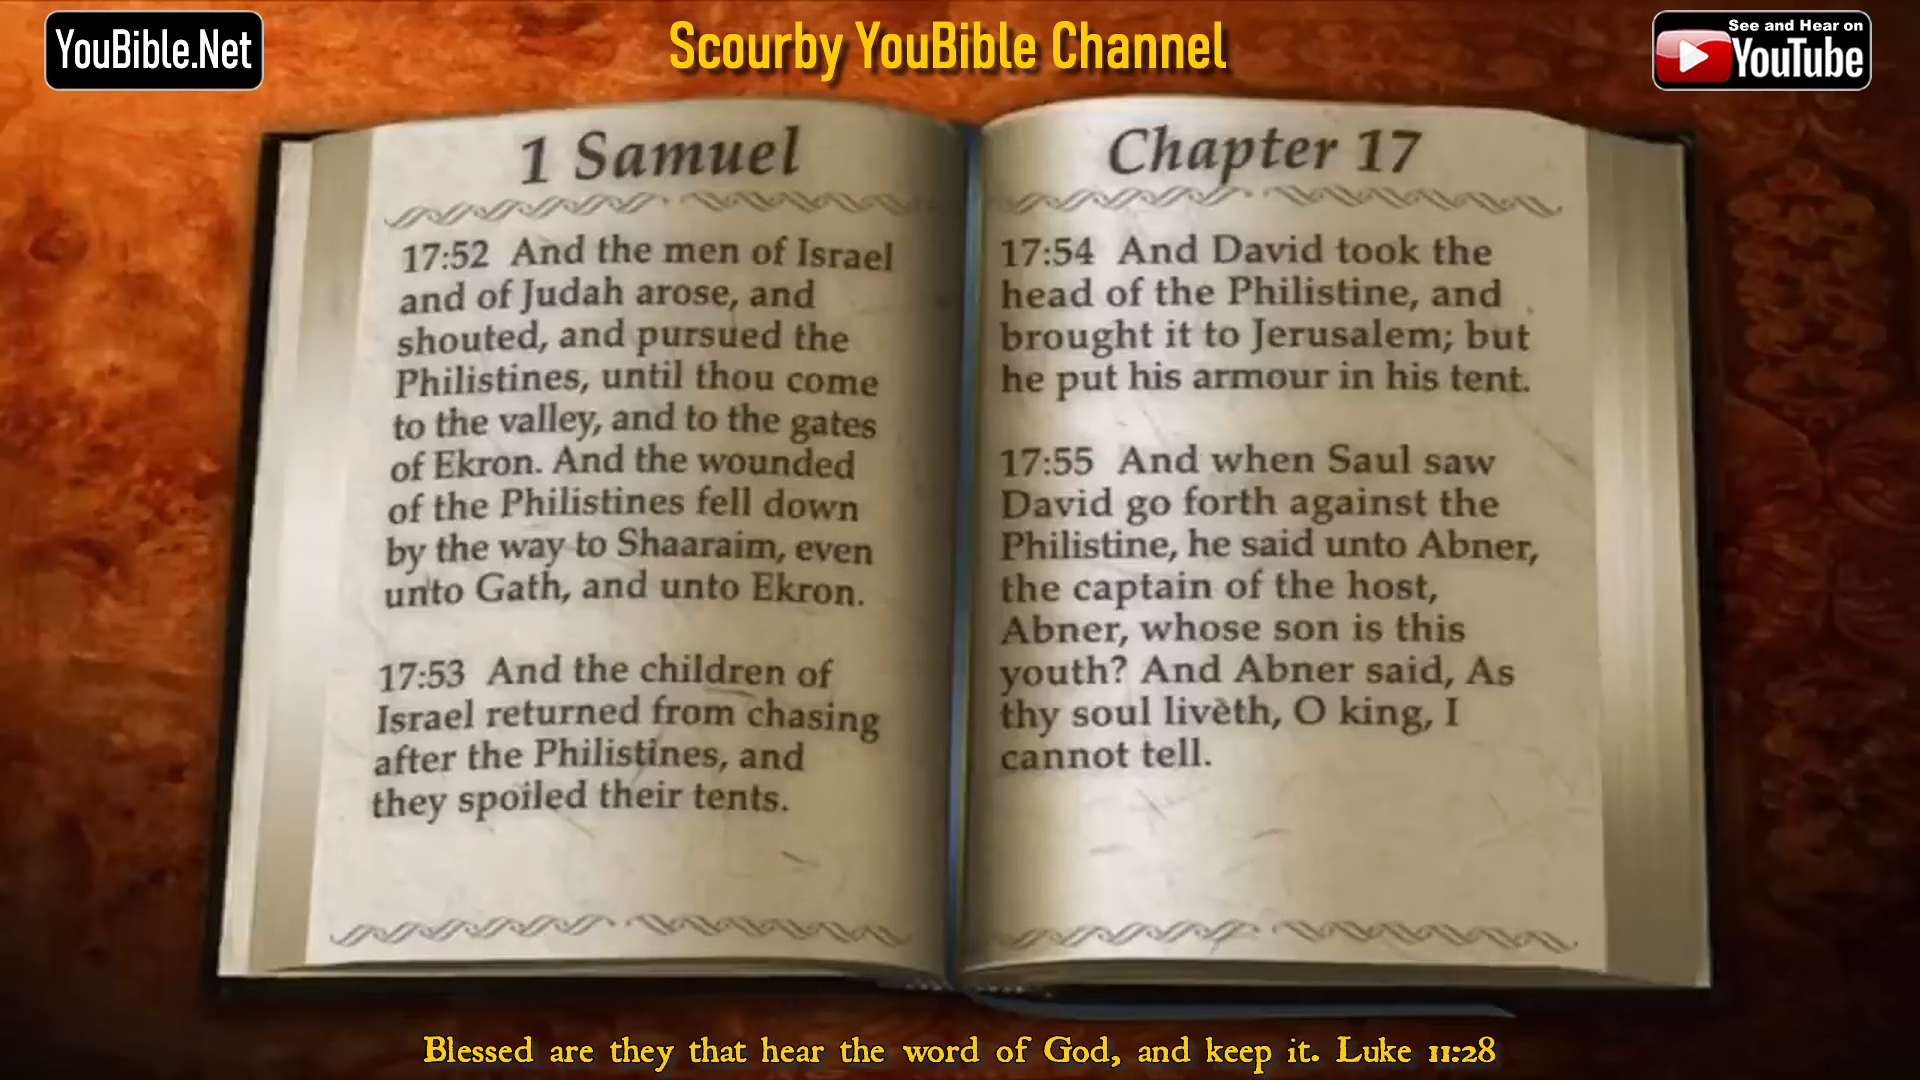 YouBible.Net
Scourby YouBible Channel
See and Hear on
YouTube
1 Samuel
17:52 And the men of Israel
and of Judah arose, and
shouted, and pursued the
Philistines, until thou come
to the valley, and to the gates
of Ekron. And the wounded
of the Philistines fell down
by the way to Shaaraim, even
unto Gath, and unto Ekron.
17:53 And the children of
Israel returned from chasing
after the Philistines, and
they spoiled their tents.
Chapter 17
17:54 And David took the
head of the Philistine, and
brought it to Jerusalem; but
he put his armour in his tent.
17:55 And when Saul saw
David go forth against the
Philistine, he said unto Abner,
the captain of the host,
Abner, whose son is this
youth? And Abner said, As
thy soul liveth, O king, I
cannot tell.
Blessed are they that hear the word of God, and keep it. Luke 11:28